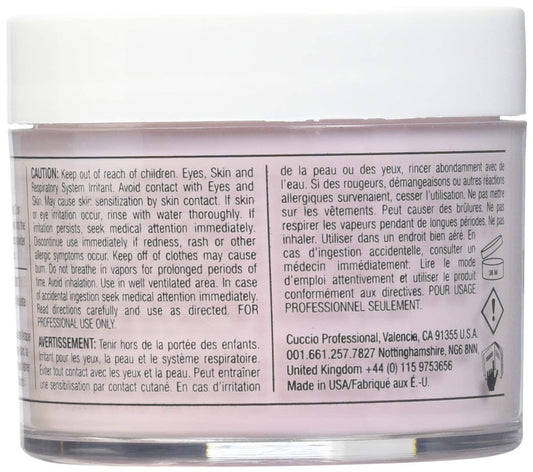 CAUTION: Keep out of reach of children. Eyes, Skin and
Respiratory System Irritant. Avoid contact with Eyes and
Skin. May cause skin sensitization by skin contact. If skin
or eye irritation occur, rinse with water thoroughly. If
irritation persists, seek medical attention immediately.
Discontinue use immediately if redness, rash or other
allergic symptoms occur. Keep off of clothes may cause
burn. Do not breathe in vapors for prolonged periods of
time. Avoid inhalation. Use in well ventilated area. In case
of accidental ingestion seek medical attention immediately.
Read directions carefully and use as directed. FOR
PROFESSIONAL USE ONLY.
AVERTISSEMENT: Tenir hors de la portée des enfants.
Irritant pour les yeux, la peau et le système respiratoire.
Eviter tout contact avec les yeux et la peau. Peut entraîner
une sensibilisation par contact cutané. En cas d'irritation
de la peau ou des yeux, rincer abondamment avec de
l'eau. Si des rougeurs, démangeaisons ou autres réactions
allergiques survenaient, cesser l'utilisation. Ne pas mettre
sur les vêtements. Peut causer des brûlures. Ne pas
respirer les vapeurs pendant de longues périodes. Ne pas
inhaler. Utiliser dans un endroit bien aéré. En
cas d'ingestion accidentelle, consulter un
médecin immédiatement. Lire le mode
d'emploi attentivement et utiliser le produit
conformément aux directives. POUR USAGE
PROFESSIONNEL SEULEMENT.
Cuccio Professional, Valencia, CA 91355 U.S.A.
001.661.257.7827 Nottinghamshire, NG6 8NN,
United Kingdom +44 (0) 115 9753656
Made in USA/Fabriqué aux É.-U.